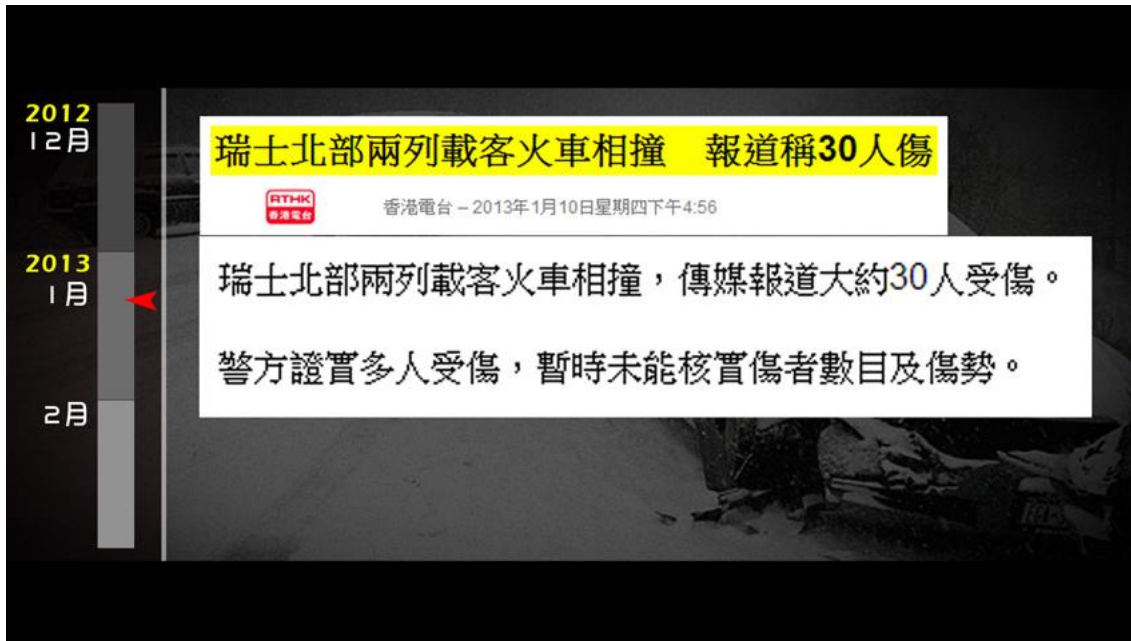 2012
12月
瑞士北部兩列載客火車相撞 報道稱30人傷
RTHK
香港電台
香港電台 – 2013年1月10日星期四下午4:56
2013
1月
瑞士北部兩列載客火車相撞，傳媒報道大約30人受傷。
警方證實多人受傷，暫時未能核實傷者數目及傷勢。
2月